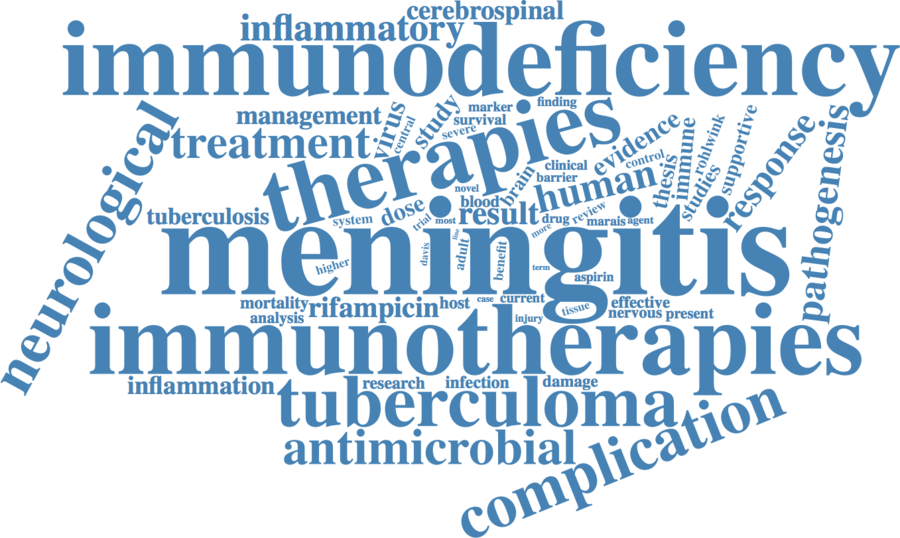 cerebrospinal
inflammatory
immunodeficiency
neurological
management
virus
central
study
marker
survival
severe
finding
treatment
therapies
evidence
control
thesis
immune
studies
rohlwink
supportive
response
pathogenesis
clinical
barrier
brain
novel
blood
human
tuberculosis
system
dose
trial
most
result
drug
review
more
marais
agent
meningitis
higher
davis
line
adult
benefit
term
aspirin
tissue
mortality
analysis
rifampicin
host
case
current
injury
effective
nervous
present
immunotherapies
inflammation
research
infection
damage
tuberculoma
antimicrobial
complication